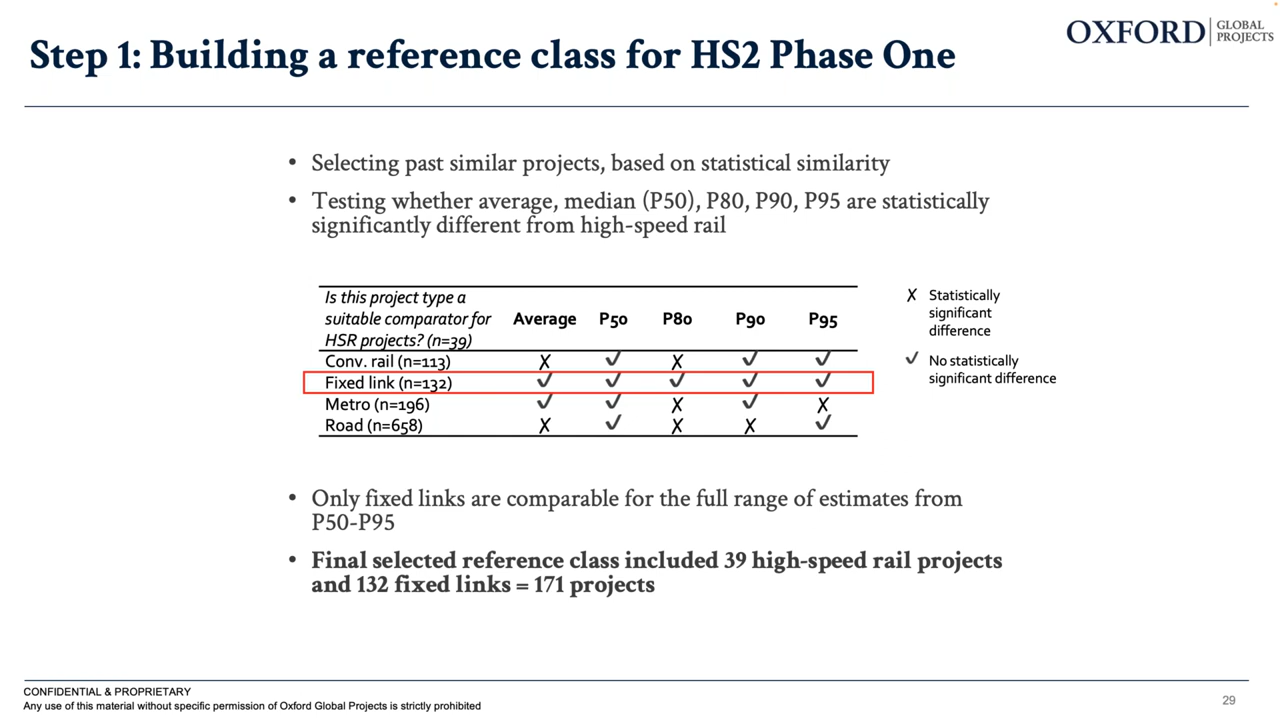 Step 1: Building a reference class for HS2 Phase One
OXFORD
GLOBAL
PROJECTS
• Selecting past similar projects, based on statistical similarity
• Testing whether average, median (P50), P80, P90, P95 are statistically
significantly different from high-speed rail
Is this project type a
suitable comparator for
HSR projects? (n=39)
Average P50 P80 P90 P95
Conv. rail (n=113) ✗ ✓ ✗ ✓ ✓
Fixed link (n=132) ✓ ✓ ✓ ✓ ✓
Metro (n=196) ✓ ✓ ✗ ✓ ✗
Road (n=658) ✗ ✓ ✗ ✗ ✓
✗ Statistically
significant
difference
✓ No statistically
significant difference
• Only fixed links are comparable for the full range of estimates from
P50-P95
• Final selected reference class included 39 high-speed rail projects
and 132 fixed links = 171 projects
CONFIDENTIAL & PROPRIETARY
Any use of this material without specific permission of Oxford Global Projects is strictly prohibited
29